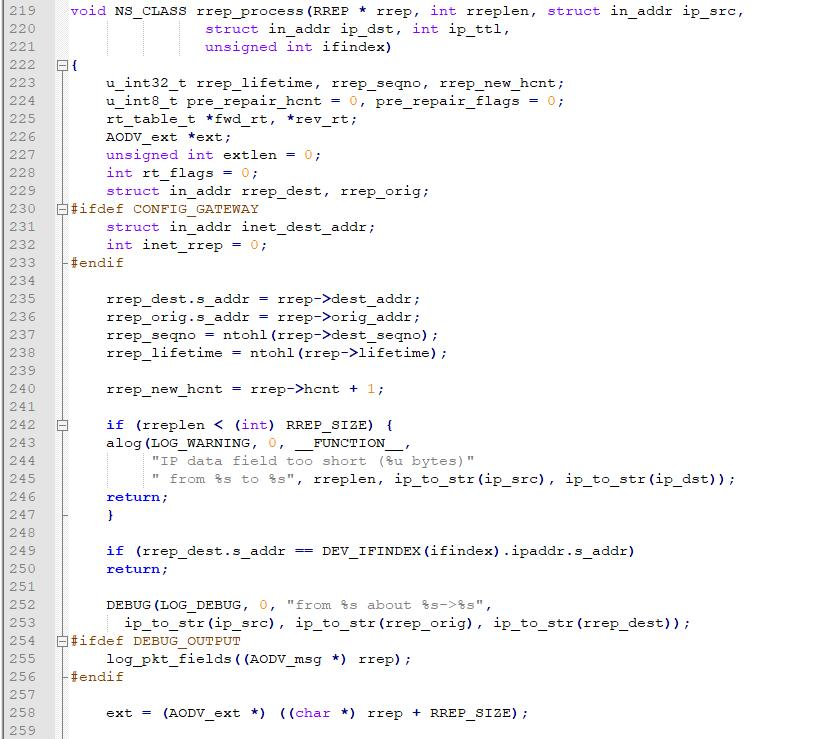 219 void NS_CLASS rrep_process(RREP * rrep, int rreplen, struct in_addr ip_src,
220 struct in_addr ip_dst, int ip_ttl,
221 unsigned int ifindex)
222 {
223 u_int32_t rrep_lifetime, rrep_seqno, rrep_new_hcnt;
224 u_int8_t pre_repair_hcnt = 0, pre_repair_flags = 0;
225 rt_table_t *fwd_rt, *rev_rt;
226 AODV_ext *ext;
227 unsigned int extlen = 0;
228 int rt_flags = 0;
229 struct in_addr rrep_dest, rrep_orig;
230 #ifdef CONFIG_GATEWAY
231 struct in_addr inet_dest_addr;
232 int inet_rrep = 0;
233 #endif
234
235 rrep_dest.s_addr = rrep->dest_addr;
236 rrep_orig.s_addr = rrep->orig_addr;
237 rrep_seqno = ntohl(rrep->dest_seqno);
238 rrep_lifetime = ntohl(rrep->lifetime);
239
240 rrep_new_hcnt = rrep->hcnt + 1;
241
242 if (rreplen < (int) RREP_SIZE) {
243 alog(LOG_WARNING, 0, __FUNCTION__,
244 "IP data field too short (%u bytes)"
245 " from %s to %s", rreplen, ip_to_str(ip_src), ip_to_str(ip_dst));
246 return;
247 }
248
249 if (rrep_dest.s_addr == DEV_IFINDEX(ifindex).ipaddr.s_addr)
250 return;
251
252 DEBUG(LOG_DEBUG, 0, "from %s about %s->%s",
253 ip_to_str(ip_src), ip_to_str(rrep_orig), ip_to_str(rrep_dest));
254 #ifdef DEBUG_OUTPUT
255 log_pkt_fields((AODV_msg *) rrep);
256 #endif
257
258 ext = (AODV_ext *) ((char *) rrep + RREP_SIZE);
259